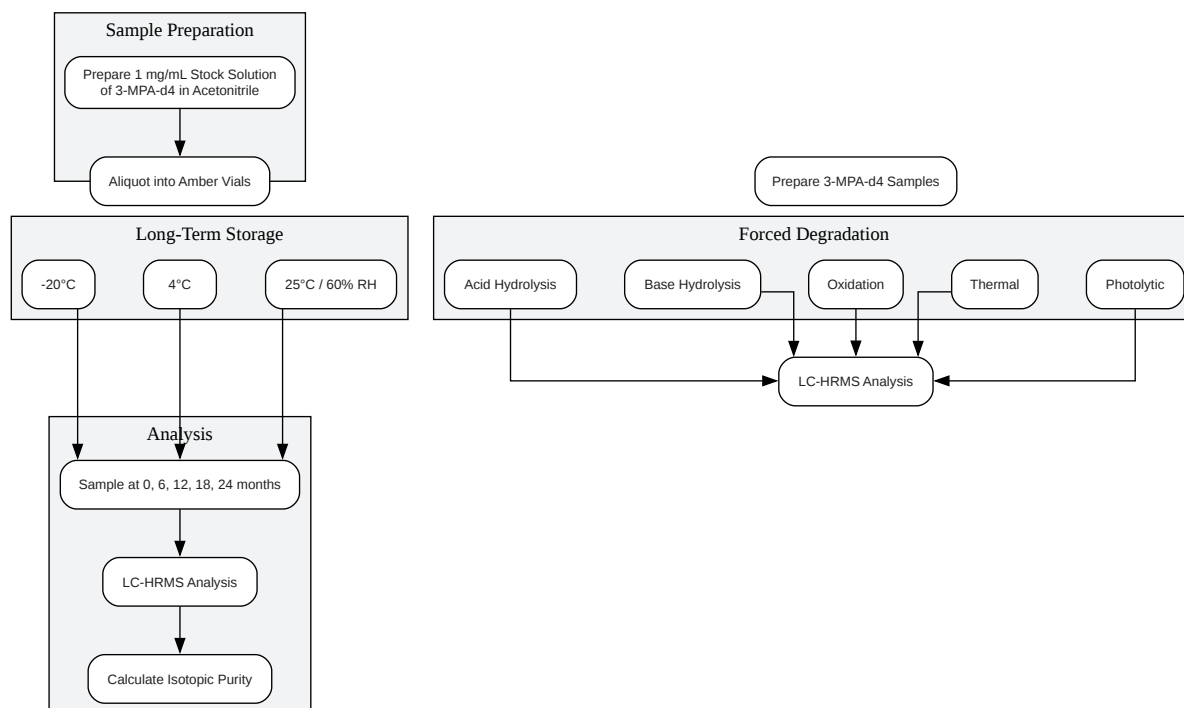 Sample Preparation
Prepare 1 mg/mL Stock Solution
of 3-MPA-d4 in Acetonitrile
Aliquot into Amber Vials
Long-Term Storage
-20°C
4°C
25°C / 60% RH
Analysis
Sample at 0, 6, 12, 18, 24 months
LC-HRMS Analysis
Calculate Isotopic Purity
Prepare 3-MPA-d4 Samples
Forced Degradation
Acid Hydrolysis
Base Hydrolysis
Oxidation
Thermal
Photolytic
LC-HRMS Analysis